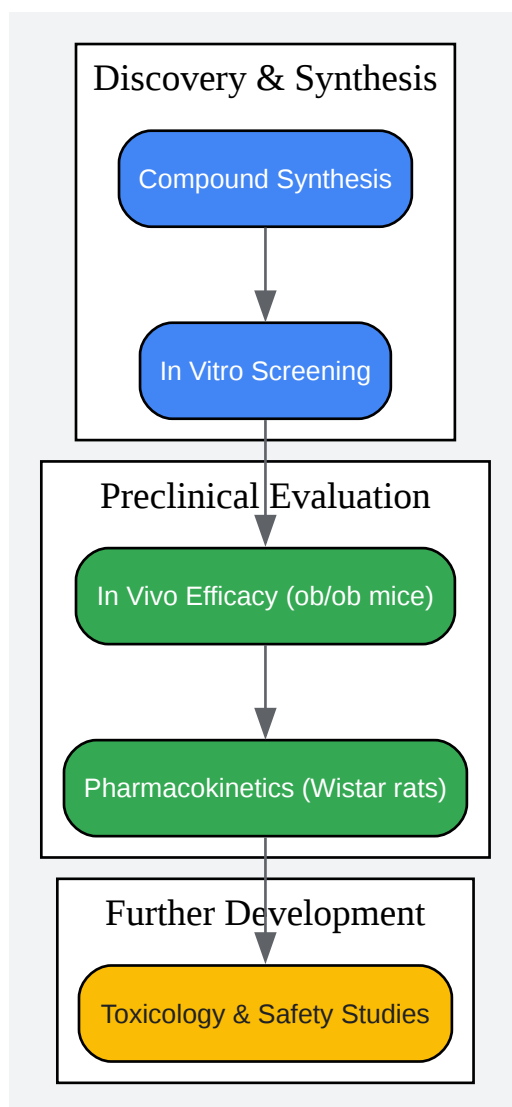 Discovery & Synthesis
Compound Synthesis
In Vitro Screening
Preclinical Evaluation
In Vivo Efficacy (ob/ob mice)
Pharmacokinetics (Wistar rats)
Further Development
Toxicology & Safety Studies